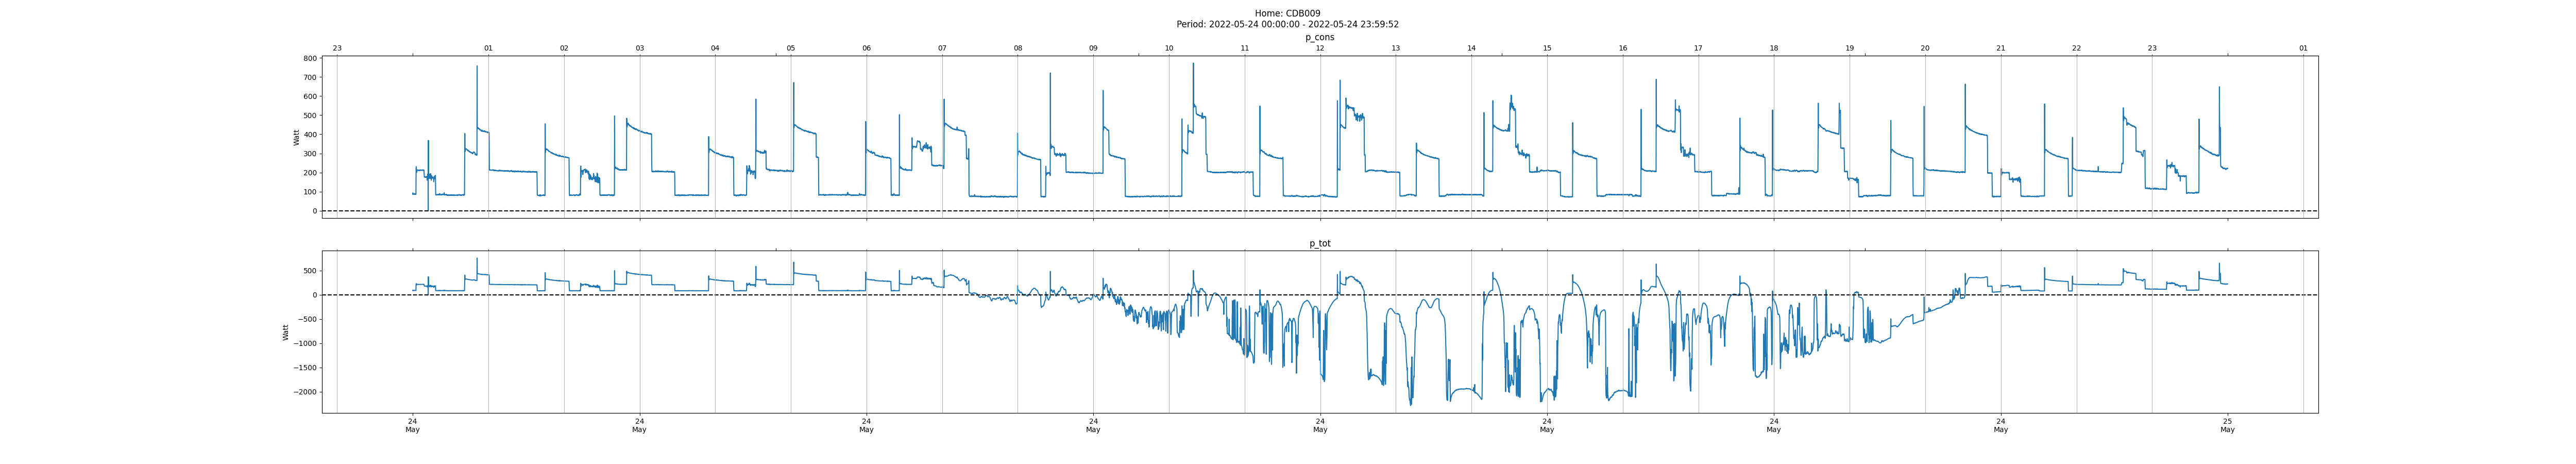 Home: CDB009
Period: 2022-05-24 00:00:00 - 2022-05-24 23:59:52
p_cons
23 01 02 03 04 05 06 07 08 09 10 11 12 13 14 15 16 17 18 19 20 21 22 23 01
800
700
600
500
400
300
200
100
0
Watt
p_tot
500
0
−500
−1000
−1500
−2000
Watt
24 24 24 24 24 24 24 24 25
May May May May May May May May May